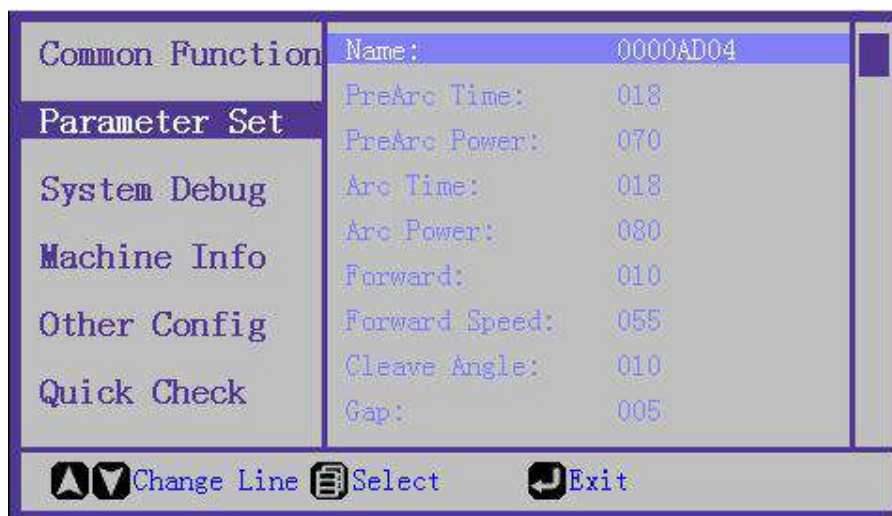 Common Function
Parameter Set
System Debug
Machine Info
Other Config
Quick Check
Name: 0000AD04
PreArc Time: 018
PreArc Power: 070
Arc Time: 018
Arc Power: 080
Forward: 010
Forward Speed: 055
Cleave Angle: 010
Gap: 005
Change Line Select Exit